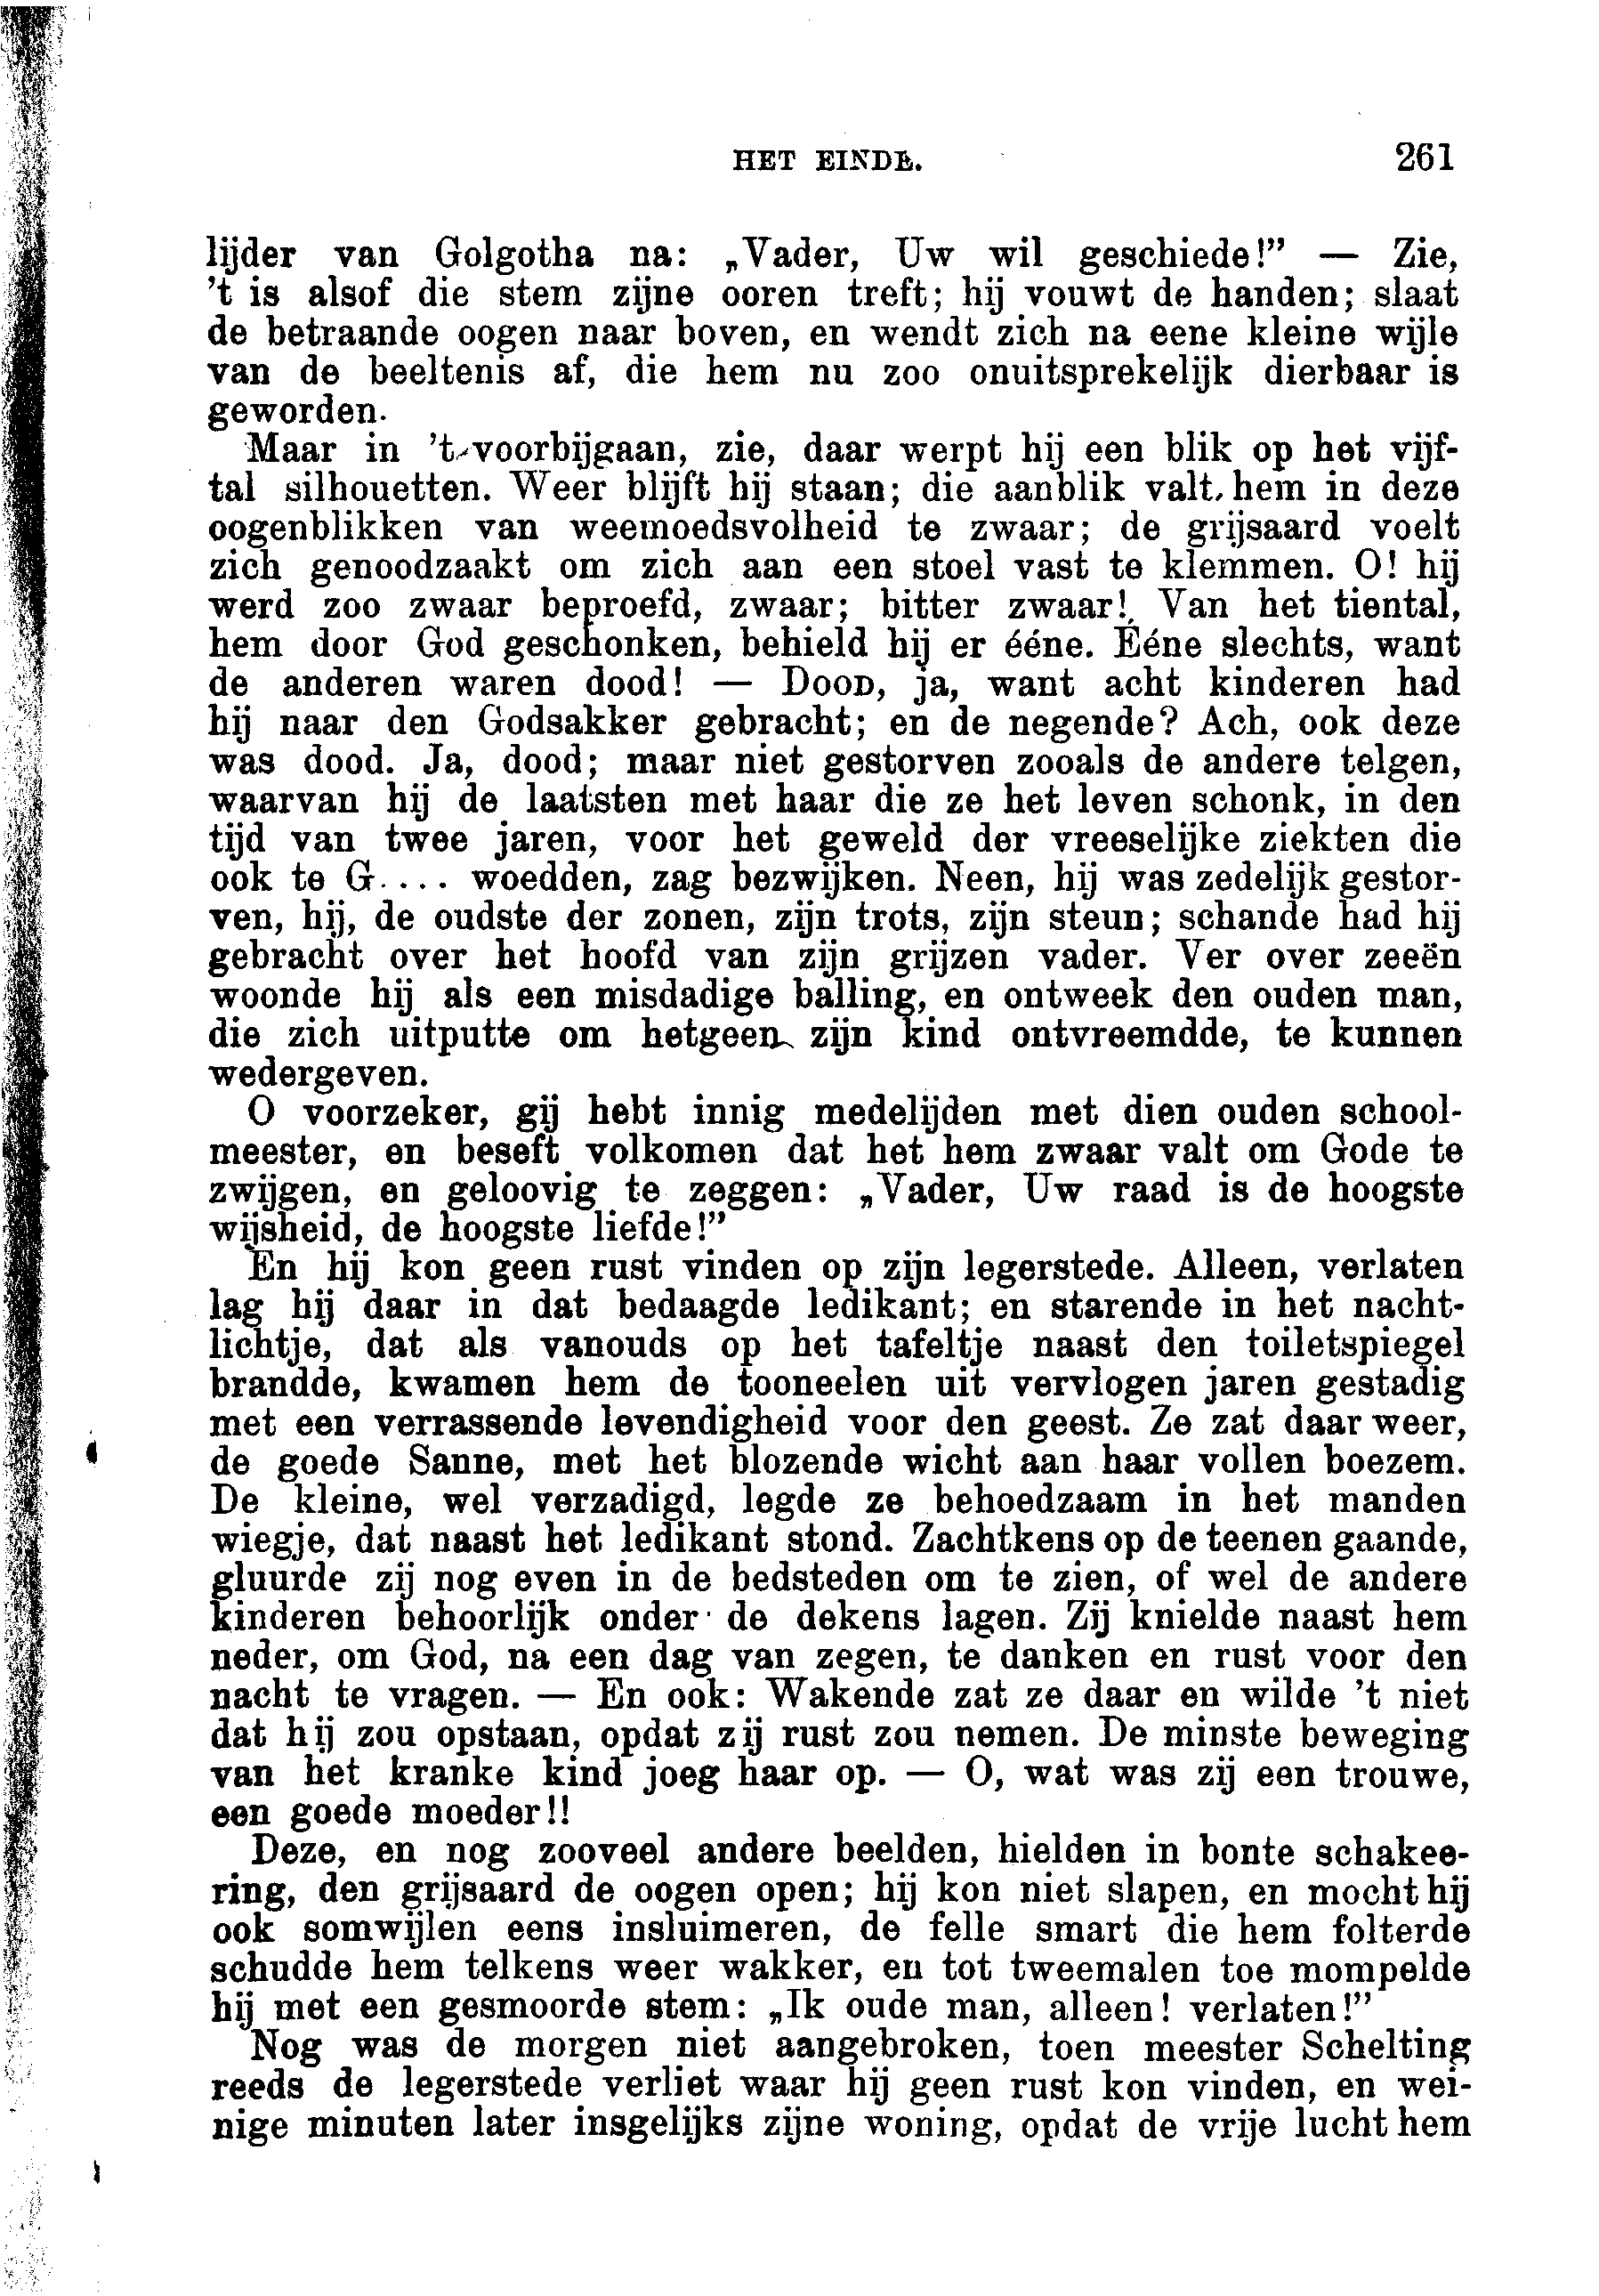 HET EINDE. 261
lijder van Golgotha na: „Vader, Uw wil geschiede!” — Zie,
’t is alsof die stem zijne ooren treft; hij vouwt de handen; slaat
de betraande oogen naar boven, en wendt zich na eene kleine wijle
van de beeltenis af, die hem nu zoo onuitsprekelijk dierbaar is
geworden.
Maar in ’t voorbijgaan, zie, daar werpt hij een blik op het vijf-
tal silhouetten. Weer blijft hij staan; die aanblik valt hem in deze
oogenblikken van weemoedsvolheid te zwaar; de grijsaard voelt
zich genoodzaakt om zich aan een stoel vast te klemmen. O! hij
werd zoo zwaar beproefd, zwaar; bitter zwaar! Van het tiental,
hem door God geschonken, behield hij er ééne. Ééne slechts, want
de anderen waren dood! — DOOD, ja, want acht kinderen had
hij naar den Godsakker gebracht; en de negende? Ach, ook deze
was dood. Ja, dood; maar niet gestorven zooals de andere telgen,
waarvan hij de laatsten met haar die ze het leven schonk, in den
tijd van twee jaren, voor het geweld der vreeselijke ziekten die
ook te G.... woedden, zag bezwijken. Neen, hij was zedelijk gestor-
ven, hij, de oudste der zonen, zijn trots, zijn steun; schande had hij
gebracht over het hoofd van zijn grijzen vader. Ver over zeeën
woonde hij als een misdadige balling, en ontweek den ouden man,
die zich uitputte om hetgeen zijn kind ontvreemdde, te kunnen
wedergeven.
O voorzeker, gij hebt innig medelijden met dien ouden school-
meester, en beseft volkomen dat het hem zwaar valt om Gode te
zwijgen, en geloovig te zeggen: „Vader, Uw raad is de hoogste
wijsheid, de hoogste liefde!”
En hij kon geen rust vinden op zijn legerstede. Alleen, verlaten
lag hij daar in dat bedaagde ledikant; en starende in het nacht-
lichtje, dat als vanouds op het tafeltje naast den toiletspiegel
brandde, kwamen hem de tooneelen uit vervlogen jaren gestadig
met een verrassende levendigheid voor den geest. Ze zat daar weer,
de goede Sanne, met het blozende wicht aan haar vollen boezem.
De kleine, wel verzadigd, legde ze behoedzaam in het manden
wiegje, dat naast het ledikant stond. Zachtkens op de teenen gaande,
gluurde zij nog even in de bedsteden om te zien, of wel de andere
kinderen behoorlijk onder de dekens lagen. Zij knielde naast hem
neder, om God, na een dag van zegen, te danken en rust voor den
nacht te vragen. — En ook: Wakende zat ze daar en wilde ’t niet
dat hij zou opstaan, opdat zij rust zou nemen. De minste beweging
van het kranke kind joeg haar op. — O, wat was zij een trouwe,
een goede moeder!!
Deze, en nog zooveel andere beelden, hielden in bonte schakee-
ring, den grijsaard de oogen open; hij kon niet slapen, en mocht hij
ook somwijlen eens insluimeren, de felle smart die hem folterde
schudde hem telkens weer wakker, en tot tweemalen toe mompelde
hij met een gesmoorde stem: „Ik oude man, alleen! verlaten!”
Nog was de morgen niet aangebroken, toen meester Schelting
reeds de legerstede verliet waar hij geen rust kon vinden, en wei-
nige minuten later insgelijks zijne woning, opdat de vrije lucht hem